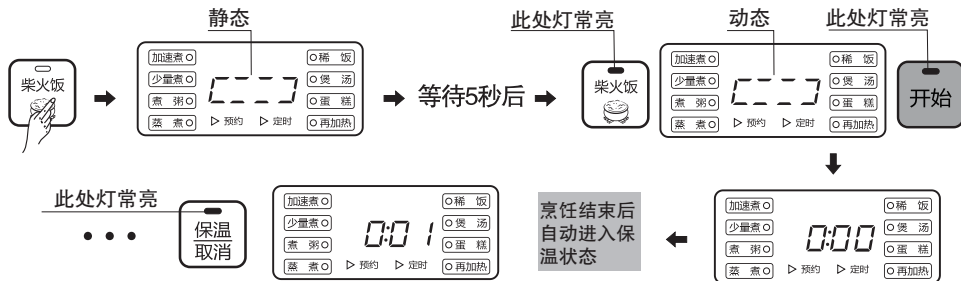 静态
此处灯常亮
动态
此处灯常亮
柴火饭
加速煮
少量煮
煮粥
蒸煮
预约
定时
稀饭
煲汤
蛋糕
再加热
等待5秒后
柴火饭
加速煮
少量煮
煮粥
蒸煮
预约
定时
稀饭
煲汤
蛋糕
再加热
开始
此处灯常亮
保温
取消
加速煮
少量煮
煮粥
蒸煮
0:01
预约
定时
稀饭
煲汤
蛋糕
再加热
烹饪结束后
自动进入保
温状态
加速煮
少量煮
煮粥
蒸煮
0:00
预约
定时
稀饭
煲汤
蛋糕
再加热